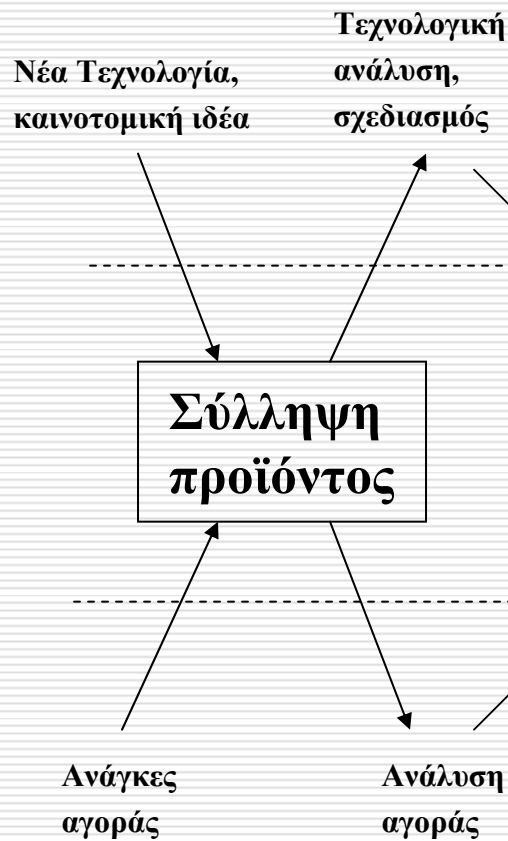 Νέα Τεχνολογία,
καινοτομική ιδέα
Τεχνολογική
ανάλυση,
σχεδιασμός
Σύλληψη
προϊόντος
Ανάγκες
αγοράς
Ανάλυση
αγοράς